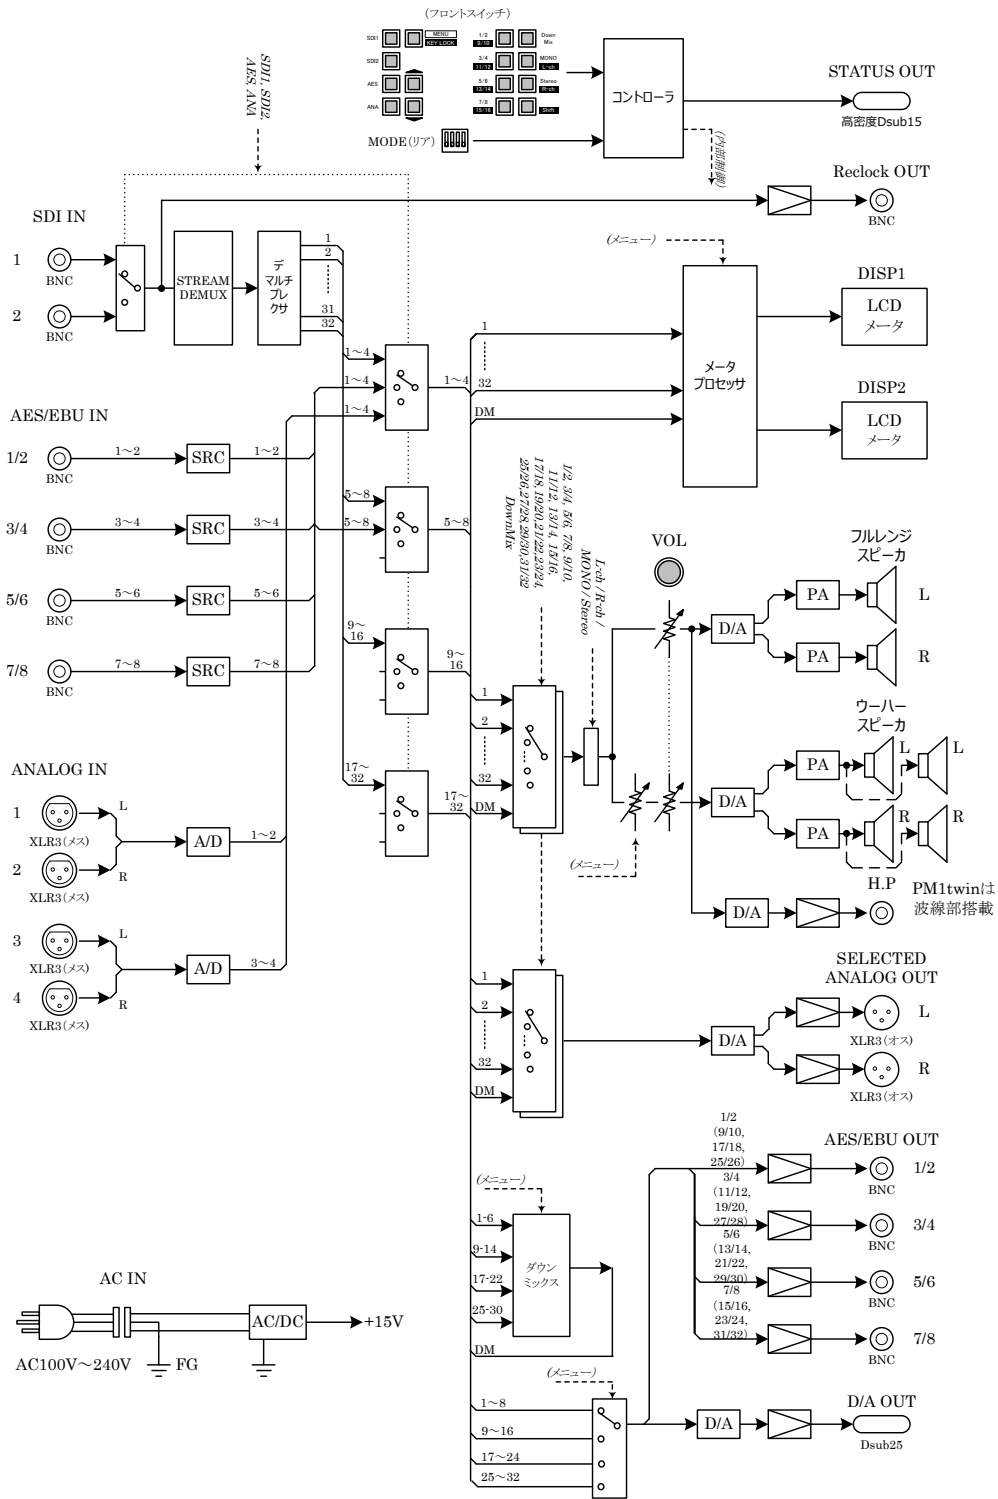 (フロントスイッチ)
SDI1
MENU
KEY LOCK
1/2
9/10
Down
Mix
SDI2
3/4
11/12
MONO
L-ch
AES
5/6
13/14
Stereo
R-ch
ANA
7/8
15/16
Shift
MODE(リア)
コントローラ
STATUS OUT
高密度Dsub15
(内部制御)
SDI1, SDI2,
AES, ANA
Reclock OUT
BNC
SDI IN
1
BNC
2
BNC
STREAM
DEMUX
デ
マルチ
プレ
クサ
1
2
31
32
(メニュー)
メータ
プロセッサ
DISP1
LCD
メータ
DISP2
LCD
メータ
1~4
1~4
1~4
1~4
1
32
DM
AES/EBU IN
1/2
BNC
1~2
SRC
1~2
3/4
BNC
3~4
SRC
3~4
5~8
5~8
5~8
5/6
BNC
5~6
SRC
5~6
7/8
BNC
7~8
SRC
7~8
9~
16
9~
16
17~
32
17~
32
1/2, 3/4, 5/6, 7/8, 9/10,
11/12, 13/14, 15/16,
17/18, 19/20,21/22,23/24,
25/26,27/28,29/30,31/32
DownMix
L-ch / R-ch /
MONO / Stereo
VOL
フルレンジ
スピーカ
D/A
PA
L
PA
R
1
2
32
DM
(メニュー)
ウーハー
スピーカ
D/A
PA
L
L
PA
R
R
H.P
D/A
PM1twinは
波線部搭載
ANALOG IN
1
XLR3(メス)
L
2
XLR3(メス)
R
A/D
1~2
3
XLR3(メス)
L
4
XLR3(メス)
R
A/D
3~4
1
2
32
DM
D/A
SELECTED
ANALOG OUT
L
XLR3(オス)
R
XLR3(オス)
AES/EBU OUT
1/2
(9/10,
17/18,
25/26)
1/2
BNC
3/4
(11/12,
19/20,
27/28)
3/4
BNC
5/6
(13/14,
21/22,
29/30)
5/6
BNC
7/8
(15/16,
23/24,
31/32)
7/8
BNC
(メニュー)
1-6
9-14
17-22
25-30
DM
ダウン
ミックス
(メニュー)
1~8
9~16
17~24
25~32
D/A
D/A OUT
Dsub25
AC IN
AC100V~240V
FG
AC/DC
+15V